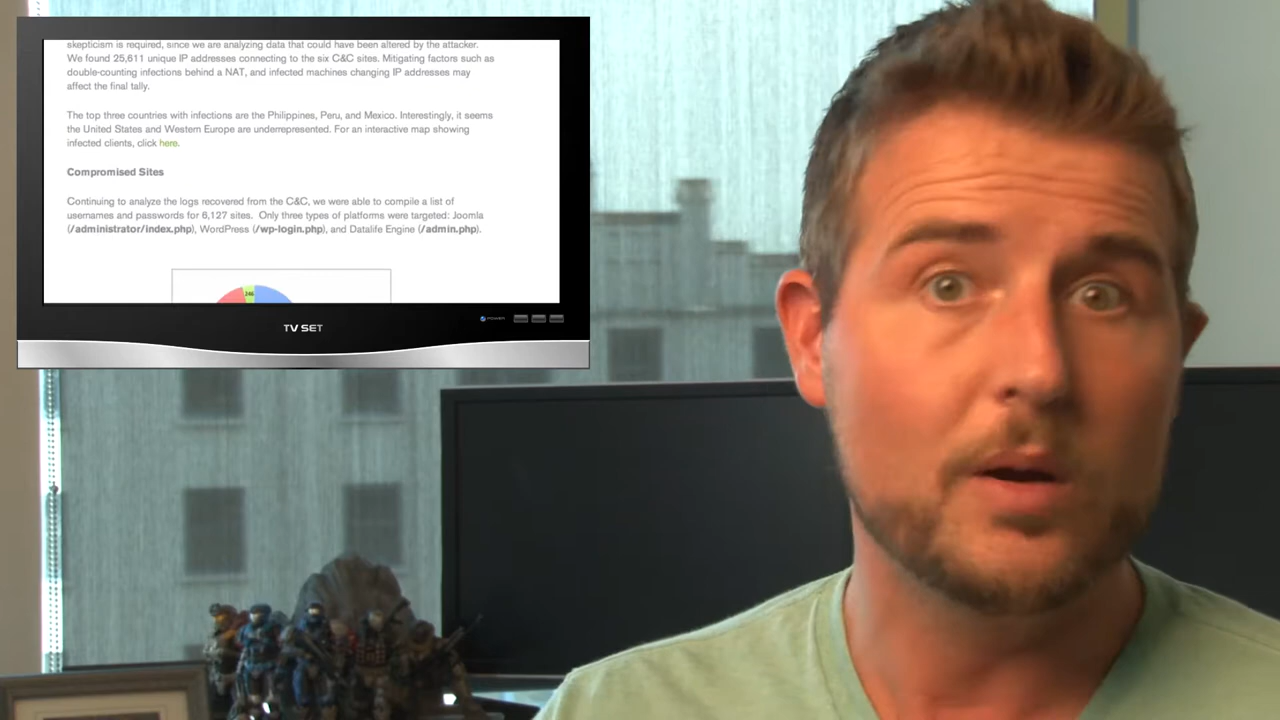 skepticism is required, since we are analyzing data that could have been altered by the attacker.
We found 25,611 unique IP addresses connecting to the six C&C sites. Mitigating factors such as
double-counting infections behind a NAT, and infected machines changing IP addresses may
affect the final tally.
The top three countries with infections are the Philippines, Peru, and Mexico. Interestingly, it seems
the United States and Western Europe are underrepresented. For an interactive map showing
infected clients, click here.
Compromised Sites
Continuing to analyze the logs recovered from the C&C, we were able to compile a list of
usernames and passwords for 6,127 sites. Only three types of platforms were targeted: Joomla
(/administrator/index.php), WordPress (/wp-login.php), and Datalife Engine (/admin.php).
246
POWER
TV SET